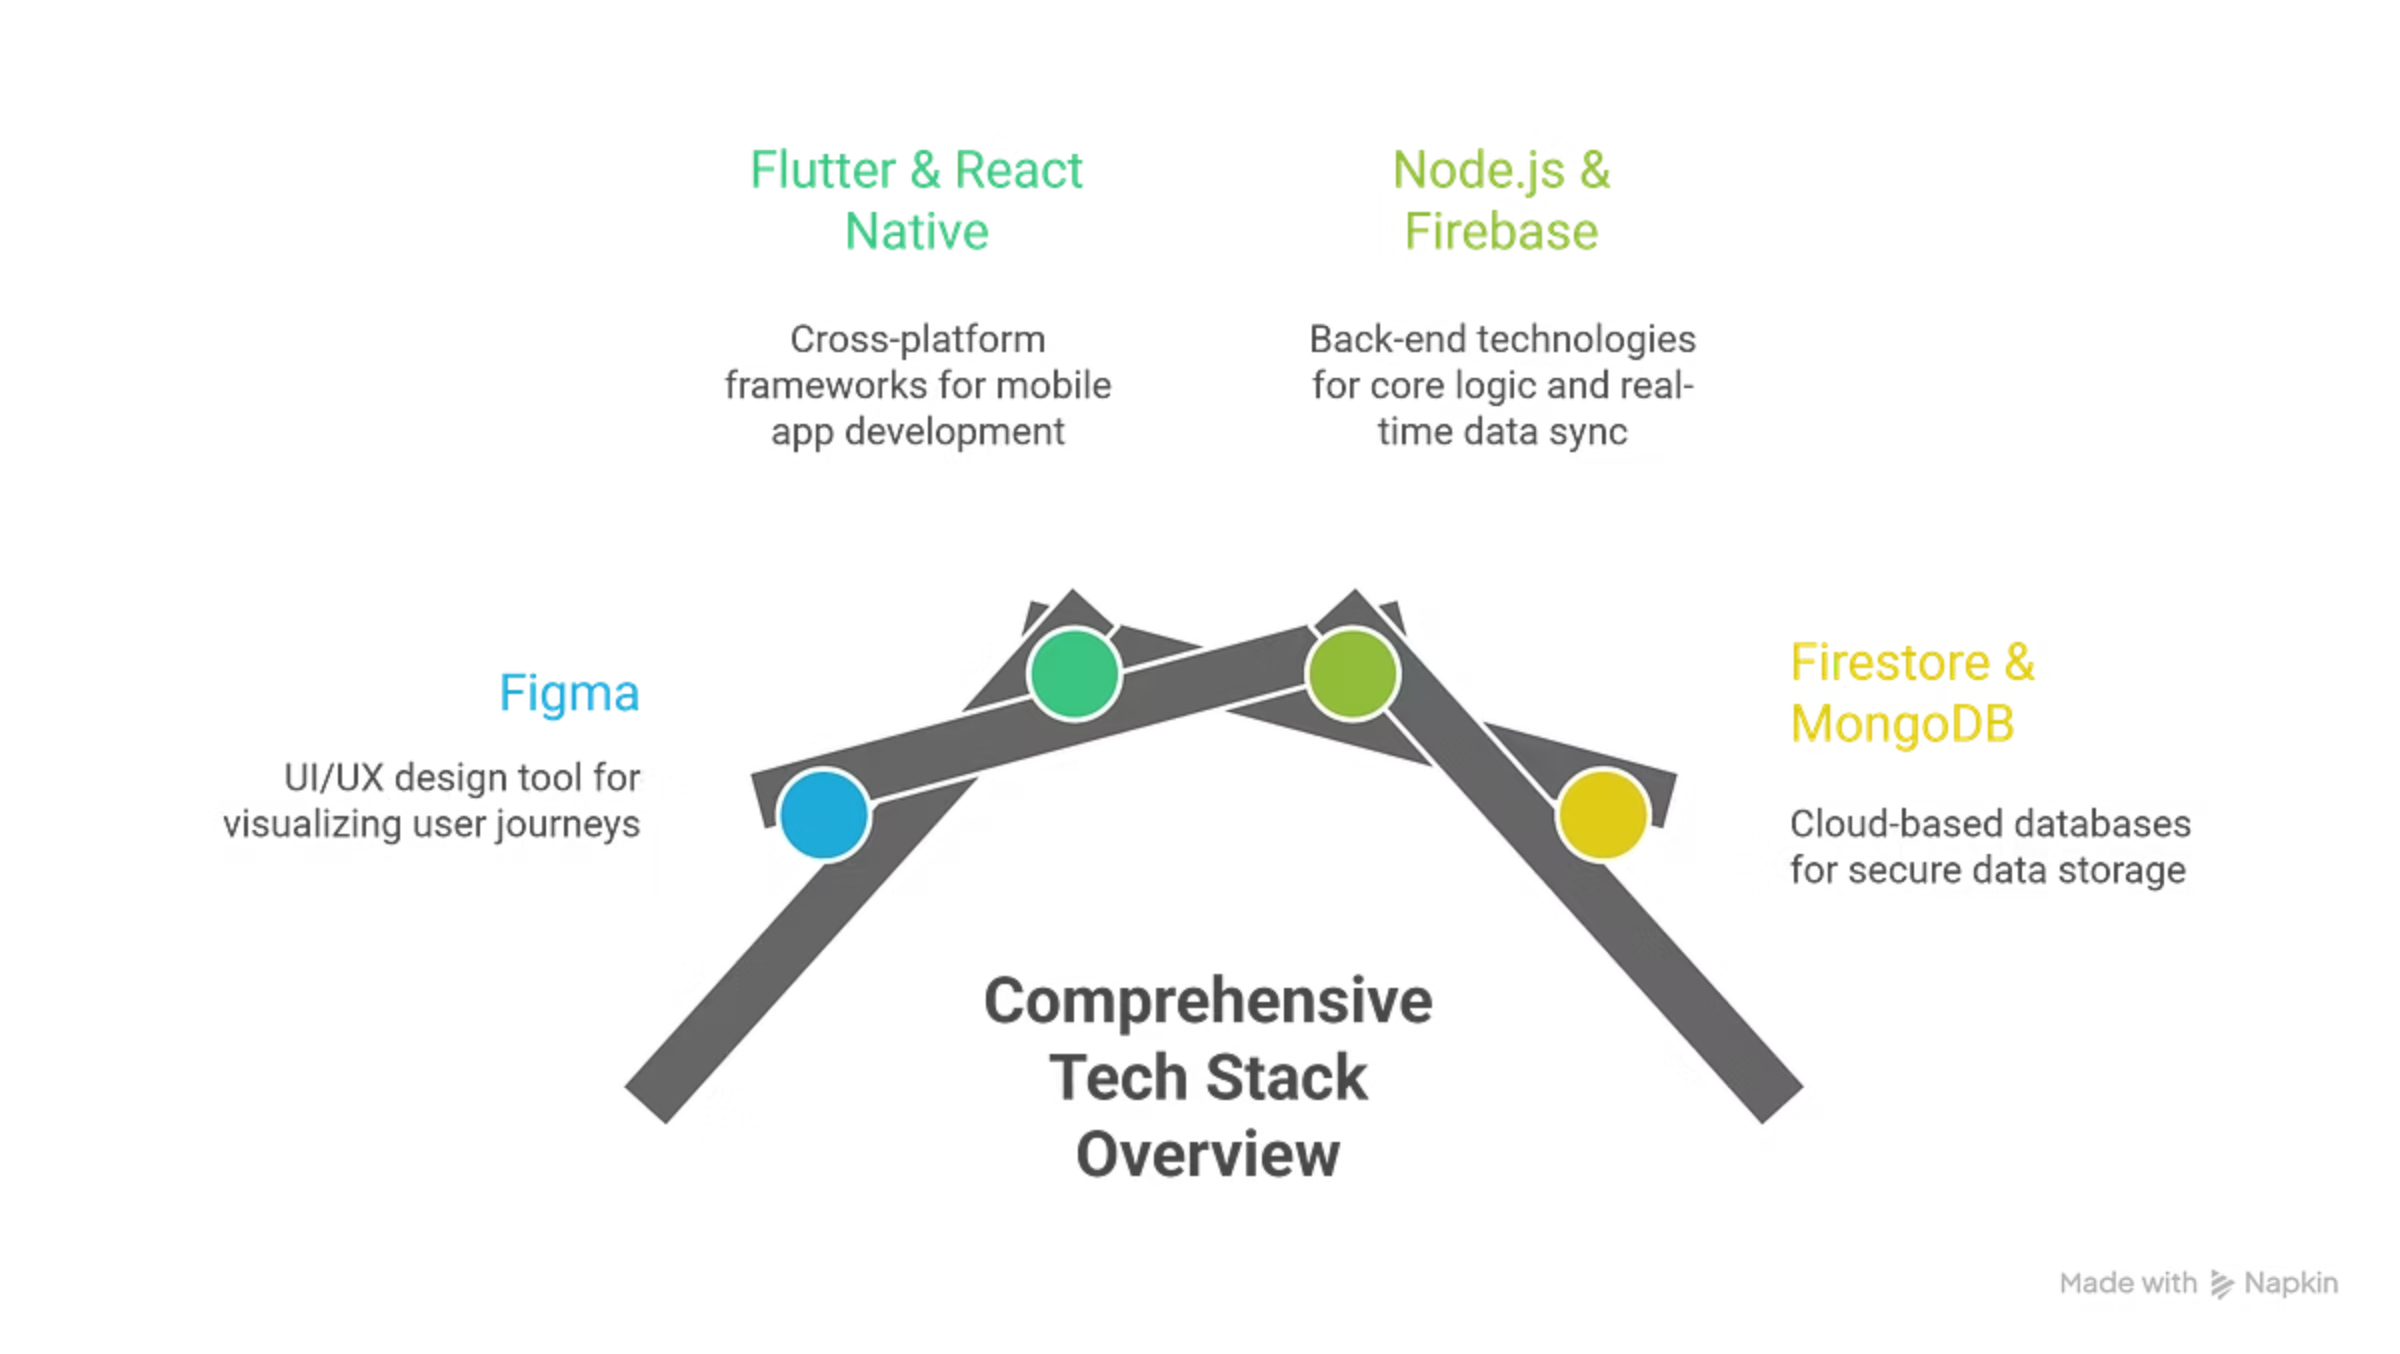 Flutter & React
Native
Cross-platform
frameworks for mobile
app development
Node.js &
Firebase
Back-end technologies
for core logic and real-
time data sync
Figma
UI/UX design tool for
visualizing user journeys
Firestore &
MongoDB
Cloud-based databases
for secure data storage
Comprehensive
Tech Stack
Overview
Made with Napkin